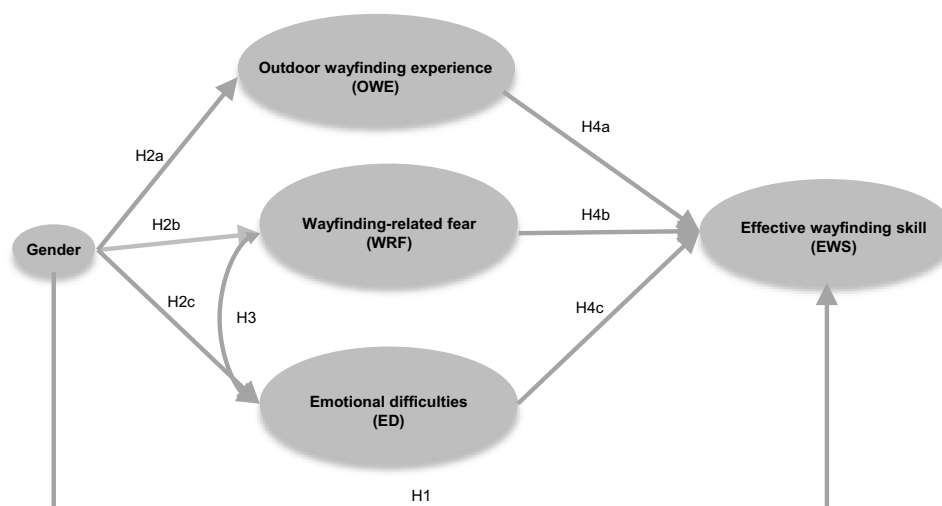 Outdoor wayfinding experience
(OWE)
H4a
H2a
Wayfinding-related fear
(WRF)
H2b
H4b
Effective wayfinding skill
(EWS)
Gender
H2c
H3
H4c
Emotional difficulties
(ED)
H1